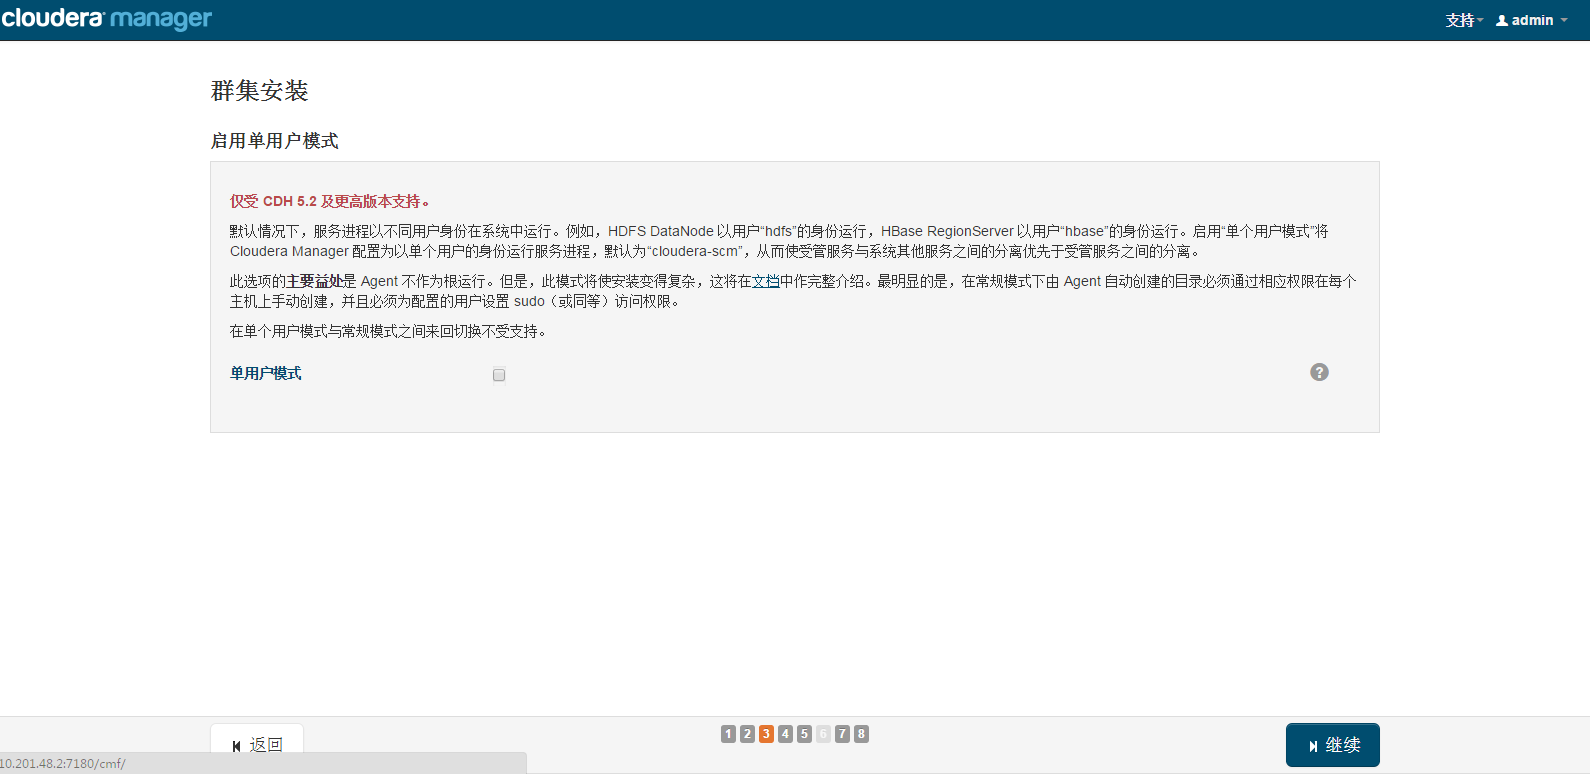 cloudera manager
支持 admin
群集安装
启用单用户模式
仅受 CDH 5.2 及更高版本支持。
默认情况下，服务进程以不同用户身份在系统中运行。例如，HDFS DataNode 以用户“hdfs”的身份运行，HBase RegionServer 以用户“hbase”的身份运行。启用“单个用户模式”将
Cloudera Manager 配置为以单个用户的身份运行服务进程，默认为“cloudera-scm”，从而使受管服务与系统其他服务之间的分离优先于受管服务之间的分离。
此选项的主要益处是 Agent 不作为根运行。但是，此模式将使安装变得复杂，这将在文档中作完整介绍。最明显的是，在常规模式下由 Agent 自动创建的目录必须通过相应权限在每个
主机上手动创建，并且必须为配置的用户设置 sudo（或同等）访问权限。
在单个用户模式与常规模式之间来回切换不受支持。
单用户模式 ?
返回 1 2 3 4 5 6 7 8 继续
10.201.48.2:7180/cmf/